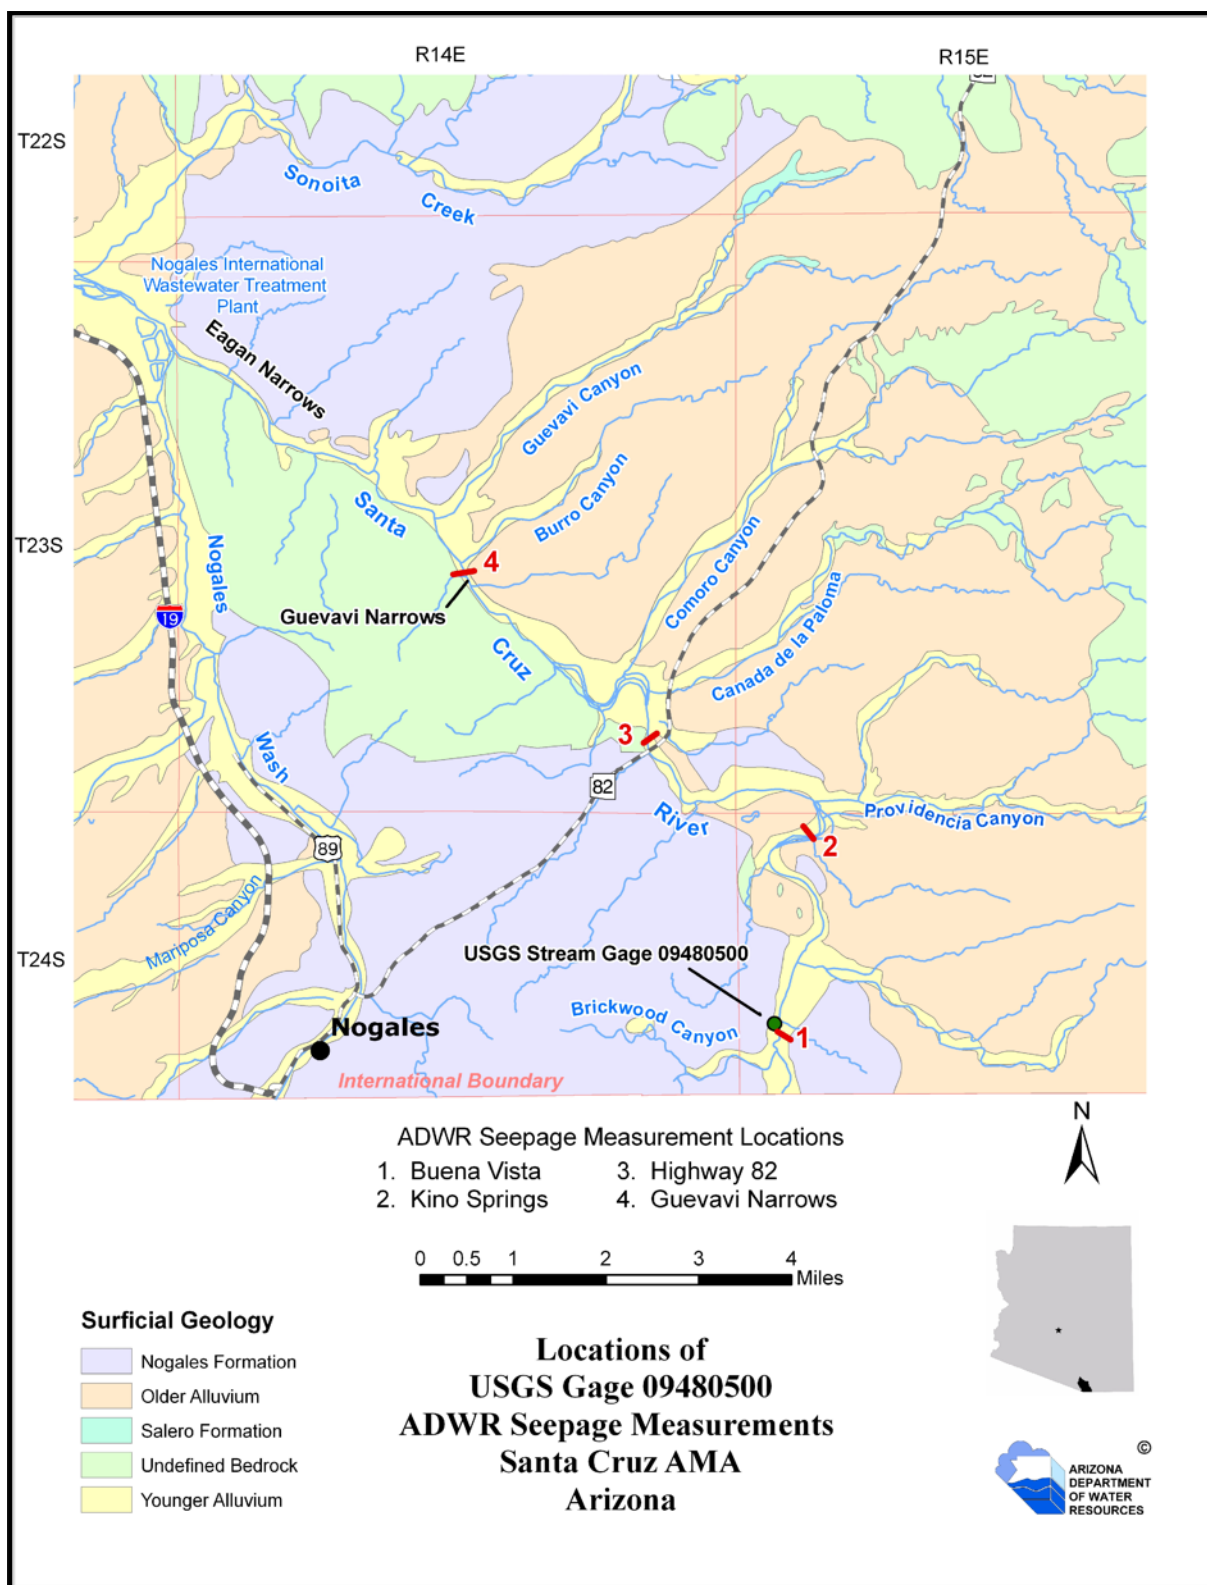 R14E
R15E
T22S
Sonoita
Creek
Nogales International
Wastewater Treatment
Plant
Eagan Narrows
Guevavi Canyon
Burro Canyon
Santa
T23S
Nogales
4
Comoro Canyon
19
Guevavi Narrows
Canada de la Paloma
Cruz
3
Wash
82
River
Providencia Canyon
2
89
Mariposa Canyon
T24S
USGS Stream Gage 09480500
Brickwood Canyon
1
Nogales
International Boundary
N
ADWR Seepage Measurement Locations
1. Buena Vista
3. Highway 82
2. Kino Springs
4. Guevavi Narrows
0 0.5 1 2 3 4
Miles
Surficial Geology
Nogales Formation
Older Alluvium
Salero Formation
Undefined Bedrock
Younger Alluvium
Locations of
USGS Gage 09480500
ADWR Seepage Measurements
Santa Cruz AMA
Arizona
©
ARIZONA
DEPARTMENT
OF WATER
RESOURCES